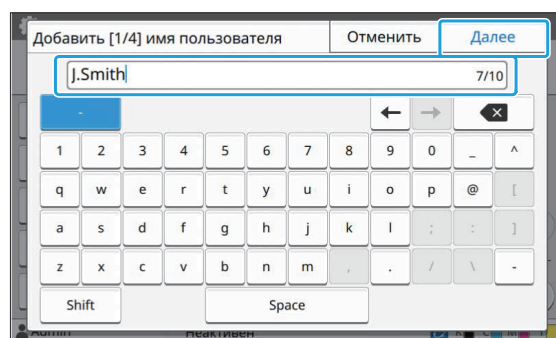 Добавить [1/4] имя пользователя Отменить Далее
J.Smith 7/10
-
← → ×
1 2 3 4 5 6 7 8 9 0 _ ^
q w e r t y u i o p @ [
a s d f g h j k l ; : ]
z x c v b n m , . / \ -
Shift Space
Admin Неактивен